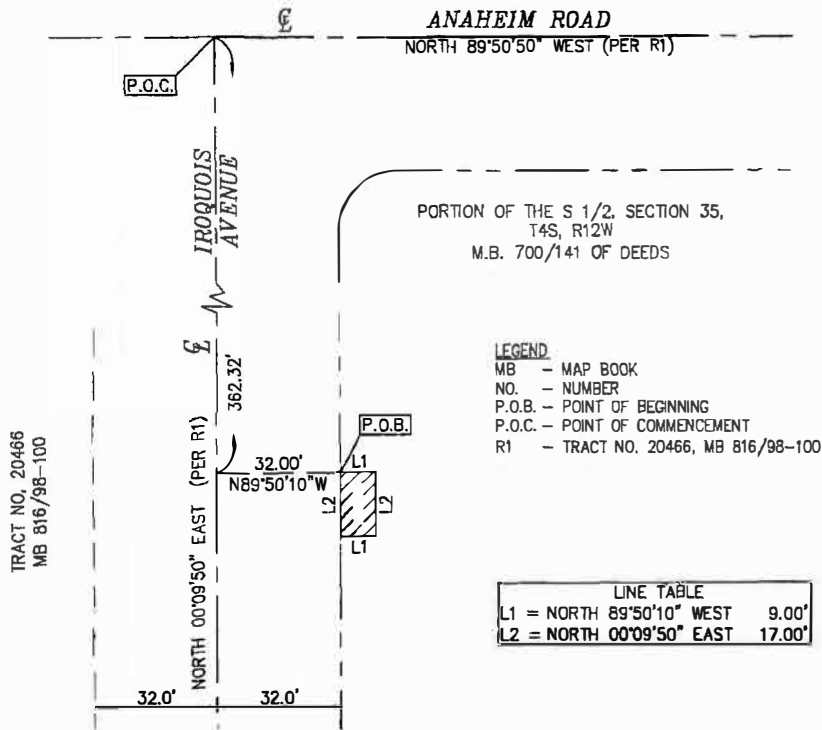 ℄
ANAHEIM ROAD
NORTH 89°50'50" WEST (PER R1)
P.O.C.
IROQUOIS
AVENUE
PORTION OF THE S 1/2, SECTION 35,
T4S, R12W
M.B. 700/141 OF DEEDS
℄
362.32'
LEGEND
MB – MAP BOOK
NO. – NUMBER
P.O.B. – POINT OF BEGINNING
P.O.C. – POINT OF COMMENCEMENT
R1 – TRACT NO. 20466, MB 816/98–100
TRACT NO. 20466
MB 816/98–100
NORTH 00°09'50" EAST (PER R1)
P.O.B.
32.00'
N89°50'10"W
L1
L2
L2
L1
LINE TABLE
L1 = NORTH 89°50'10" WEST 9.00'
L2 = NORTH 00°09'50" EAST 17.00'
32.0'
32.0'